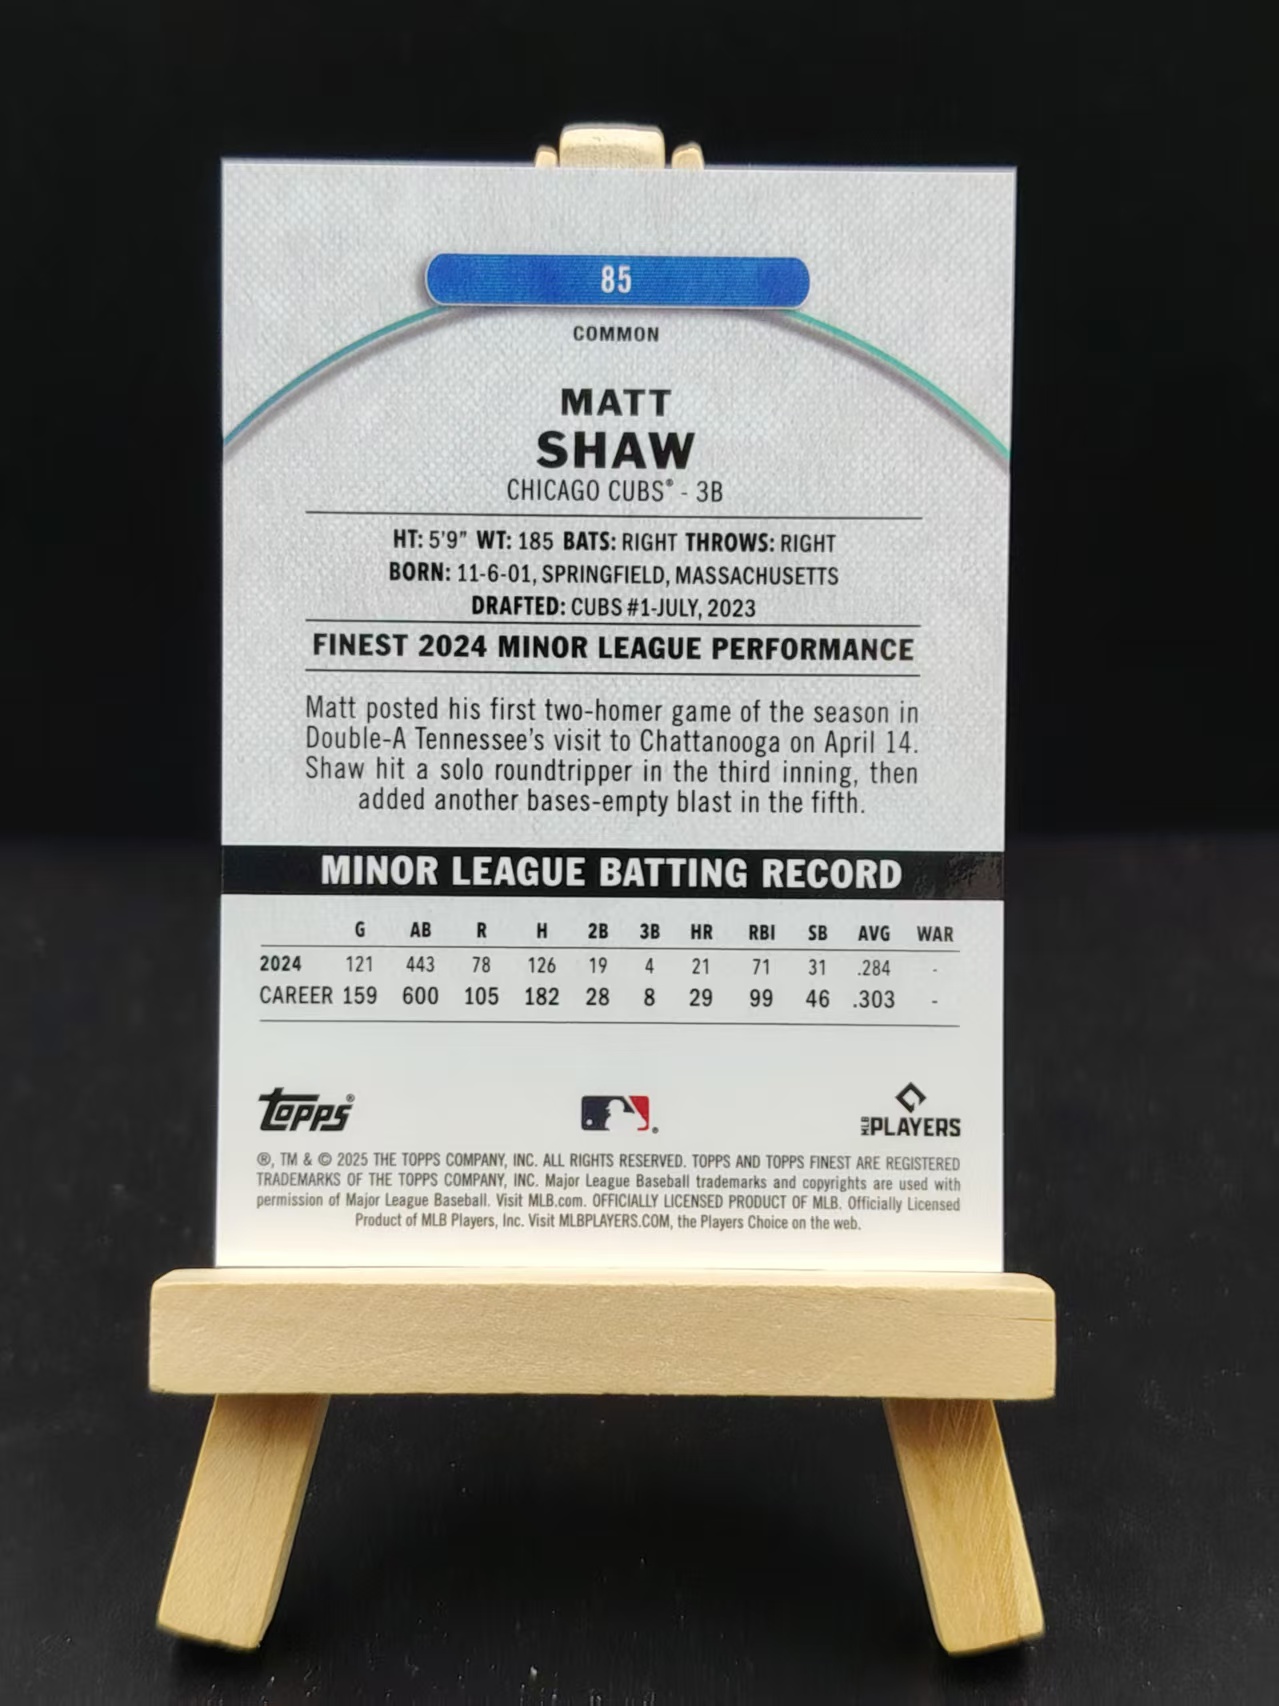 85
COMMON
MATT
SHAW
CHICAGO CUBS® - 3B
HT: 5'9" WT: 185 BATS: RIGHT THROWS: RIGHT
BORN: 11-6-01, SPRINGFIELD, MASSACHUSETTS
DRAFTED: CUBS #1-JULY, 2023
FINEST 2024 MINOR LEAGUE PERFORMANCE
Matt posted his first two-homer game of the season in
Double-A Tennessee's visit to Chattanooga on April 14.
Shaw hit a solo roundtripper in the third inning, then
added another bases-empty blast in the fifth.
MINOR LEAGUE BATTING RECORD
G AB R H 2B 3B HR RBI SB AVG WAR
2024 121 443 78 126 19 4 21 71 31 .284 -
CAREER 159 600 105 182 28 8 29 99 46 .303 -
topps® ® MLB PLAYERS
®, TM & © 2025 THE TOPPS COMPANY, INC. ALL RIGHTS RESERVED. TOPPS AND TOPPS FINEST ARE REGISTERED
TRADEMARKS OF THE TOPPS COMPANY, INC. Major League Baseball trademarks and copyrights are used with
permission of Major League Baseball. Visit MLB.com. OFFICIALLY LICENSED PRODUCT OF MLB. Officially Licensed
Product of MLB Players, Inc. Visit MLBPLAYERS.COM, the Players Choice on the web.